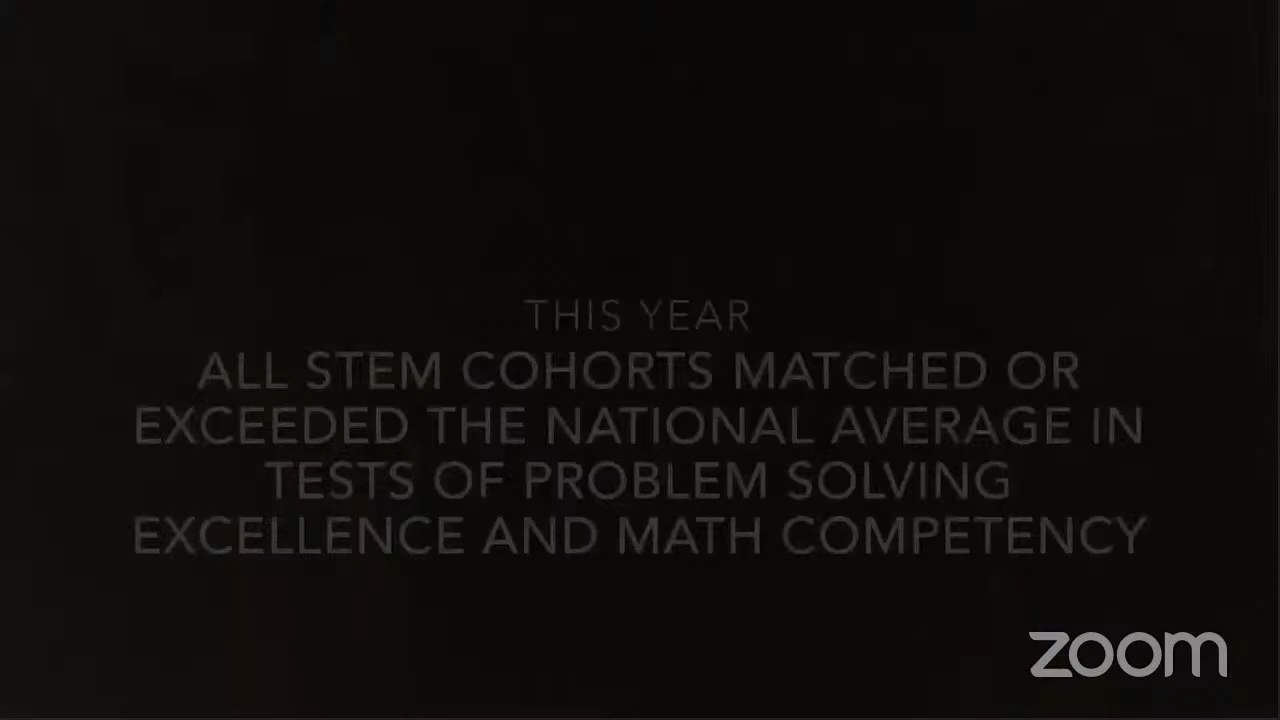 THIS YEAR
ALL STEM COHORTS MATCHED OR
EXCEEDED THE NATIONAL AVERAGE IN
TESTS OF PROBLEM SOLVING
EXCELLENCE AND MATH COMPETENCY
zoom